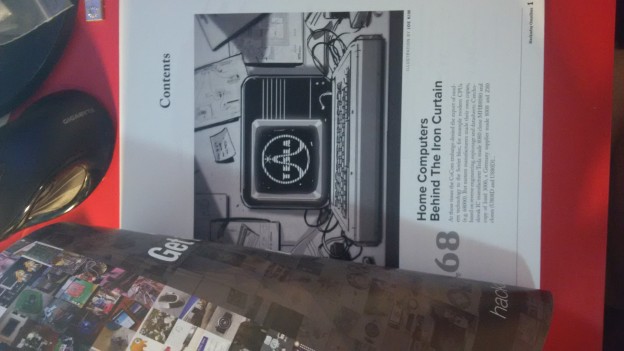 Get
Contents
TESLA
ILLUSTRATION BY JOE KIM
68
Home Computers
Behind The Iron Curtain
At those times the CoCom embargo denied the export of
technology to the Soviet bloc, for example modern CPUs
(e.g. 68000). But eastern manufacturers made their own copies,
based on reverse engineering, espionage and datasheets: Czecho-
slovak IC manufacturer Tesla made 8080 clone MHB8080 and
copy of Intel 3000, a Germany supplier made 8080 and Z80
clones (U808D and U880D)
hack
Hackaday Omnibus 1